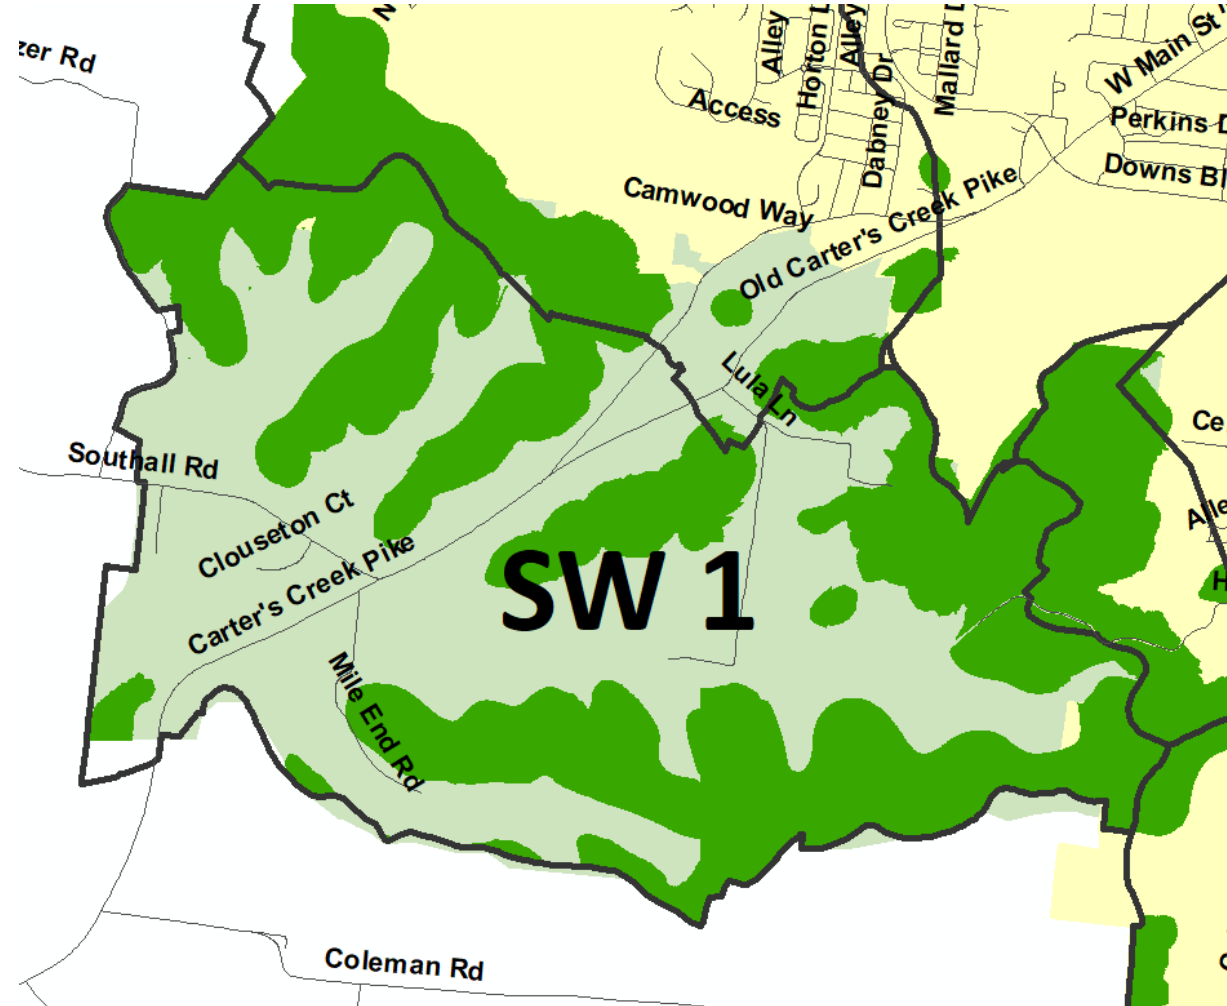 zer Rd
N
Alley
Horton L
Alley
Mallard
W Main St
Access
Dabney Dr
Perkins
Downs Bl
Camwood Way
Old Carter's Creek Pike
Lula Ln
Ce
Southall Rd
Alle
Clouseton Ct
Carter's Creek Pike
SW 1
H
Mile End Rd
Coleman Rd